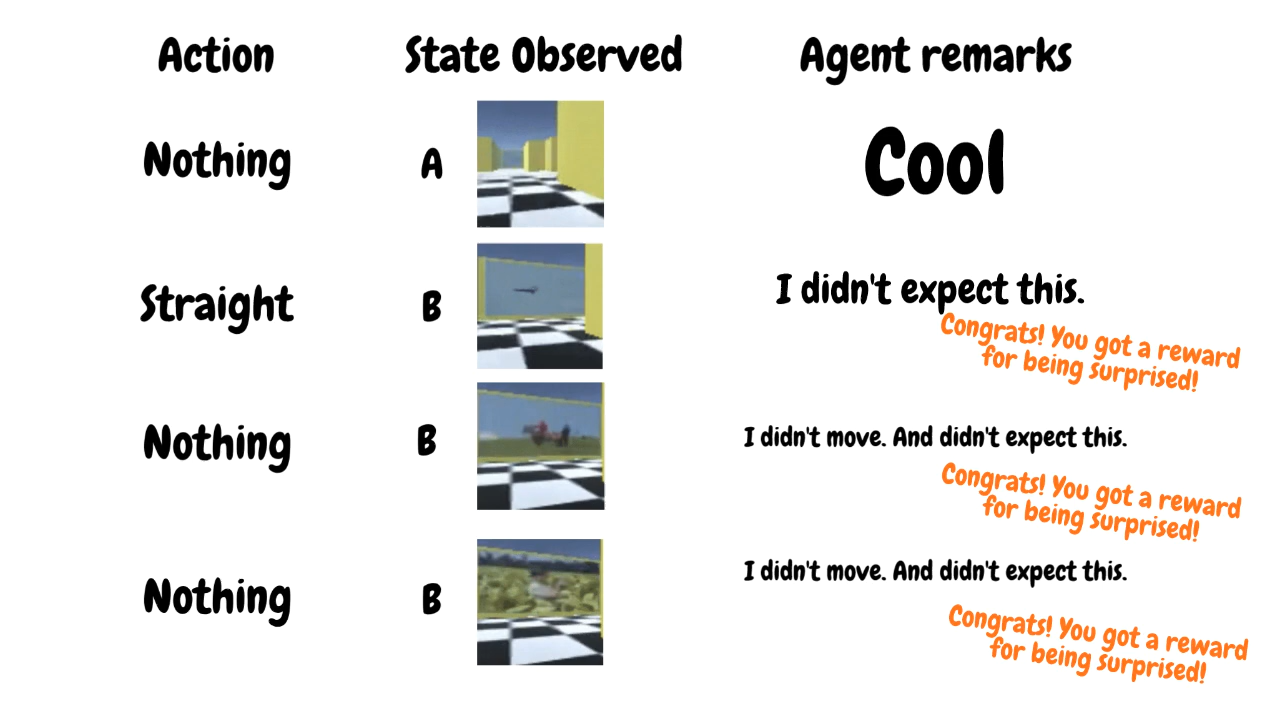 Action State Observed Agent remarks
Nothing A Cool
Straight B I didn't expect this.
Congrats! You got a reward
for being surprised!
Nothing B I didn't move. And didn't expect this.
Congrats! You got a reward
for being surprised!
Nothing B I didn't move. And didn't expect this.
Congrats! You got a reward
for being surprised!